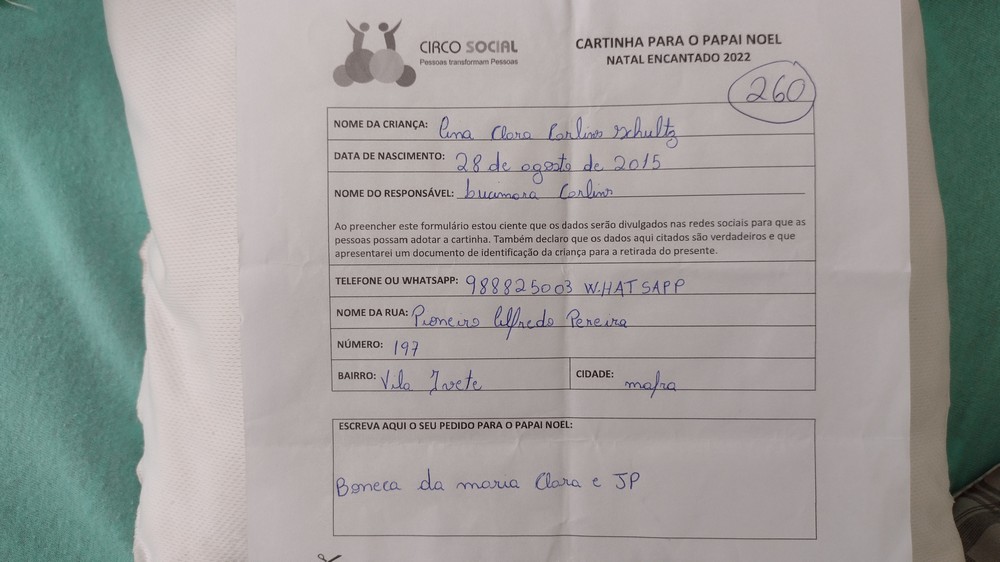 CIRCO SOCIAL
Pessoas transformam Pessoas
CARTINHA PARA O PAPAI NOEL
NATAL ENCANTADO 2022
260
NOME DA CRIANÇA: Ana Clara Carlins Schultz
DATA DE NASCIMENTO: 28 de agosto de 2015
NOME DO RESPONSÁVEL: Luamara Carlins
Ao preencher este formulário estou ciente que os dados serão divulgados nas redes sociais para que as
pessoas possam adotar a cartinha. Também declaro que os dados aqui citados são verdadeiros e que
apresentarei um documento de identificação da criança para a retirada do presente.
TELEFONE OU WHATSAPP: 988825003 WHATSAPP
NOME DA RUA: Pioneiro Alfredo Pereira
NÚMERO: 197
BAIRRO: Vila Ivete CIDADE: mafra
ESCREVA AQUI O SEU PEDIDO PARA O PAPAI NOEL:
Boneca da maria Clara e JP